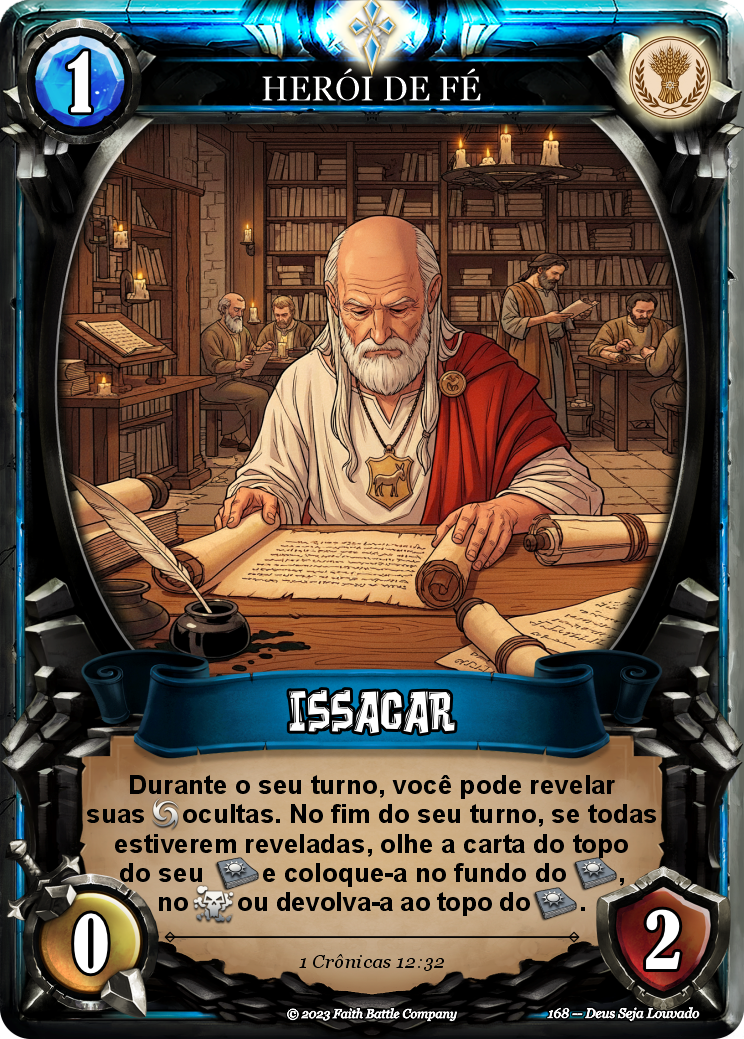 1
HERÓI DE FÉ
ISSACAR
Durante o seu turno, você pode revelar
suas ocultas. No fim do seu turno, se todas
estiverem reveladas, olhe a carta do topo
do seu e coloque-a no fundo do ,
no ou devolva-a ao topo do .
0
2
1 Crônicas 12:32
© 2023 Faith Battle Company
168 – Deus Seja Louvado